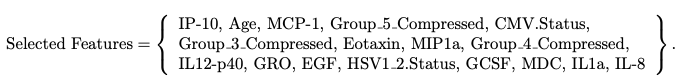 Selected Features = { IP-10, Age, MCP-1, Group_5_Compressed, CMV.Status,
Group_3_Compressed, Eotaxin, MIP1a, Group_4_Compressed,
IL12-p40, GRO, EGF, HSV1_2.Status, GCSF, MDC, IL1a, IL-8 } .